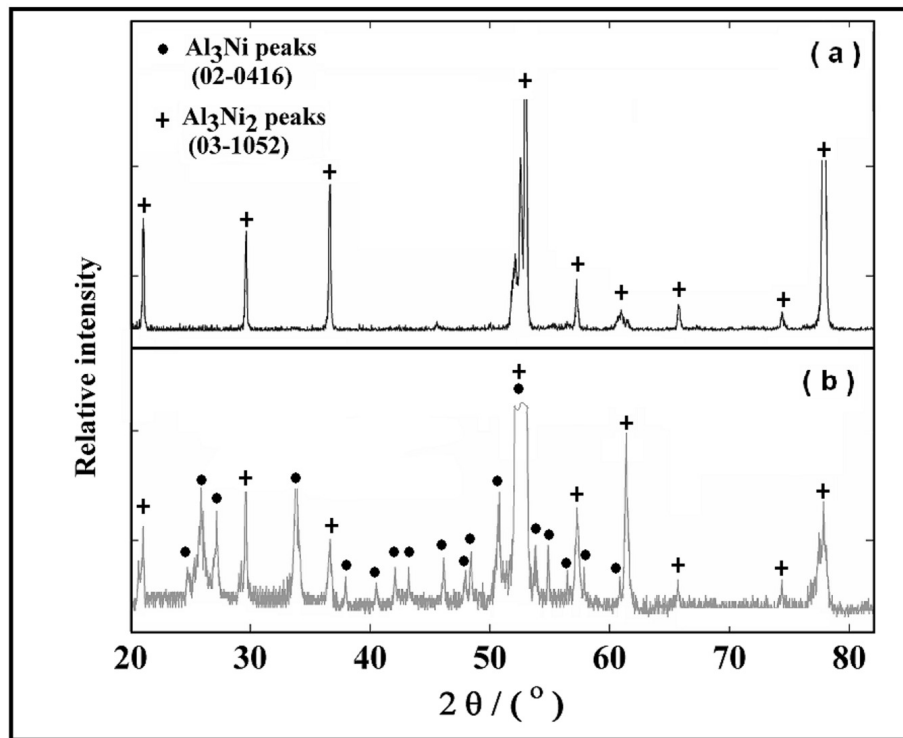 Al3Ni peaks
(02-0416)
Al3Ni2 peaks
(03-1052)
( a )
( b )
Relative intensity
20 30 40 50 60 70 80
2 θ / ( ° )